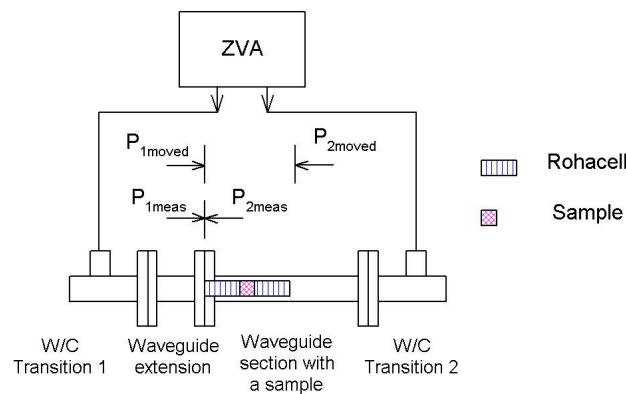 ZVA
P1moved
P2moved
P1meas
P2meas
Rohacell
Sample
W/C
Transition 1
Waveguide
extension
Waveguide
section with
a sample
W/C
Transition 2